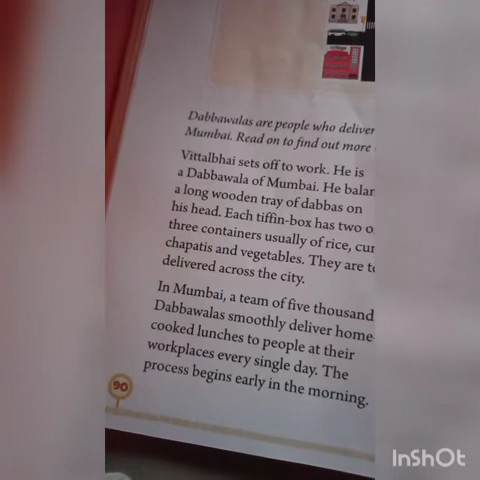 college
Dabbawalas are people who deliver
Mumbai. Read on to find out more
Vittalbhai sets off to work. He is
a Dabbawala of Mumbai. He balan
a long wooden tray of dabbas on
his head. Each tiffin-box has two o
three containers usually of rice, cur
chapatis and vegetables. They are to
delivered across the city.
In Mumbai, a team of five thousand
Dabbawalas smoothly deliver home
cooked lunches to people at their
workplaces every single day. The
process begins early in the morning.
90
InShOt